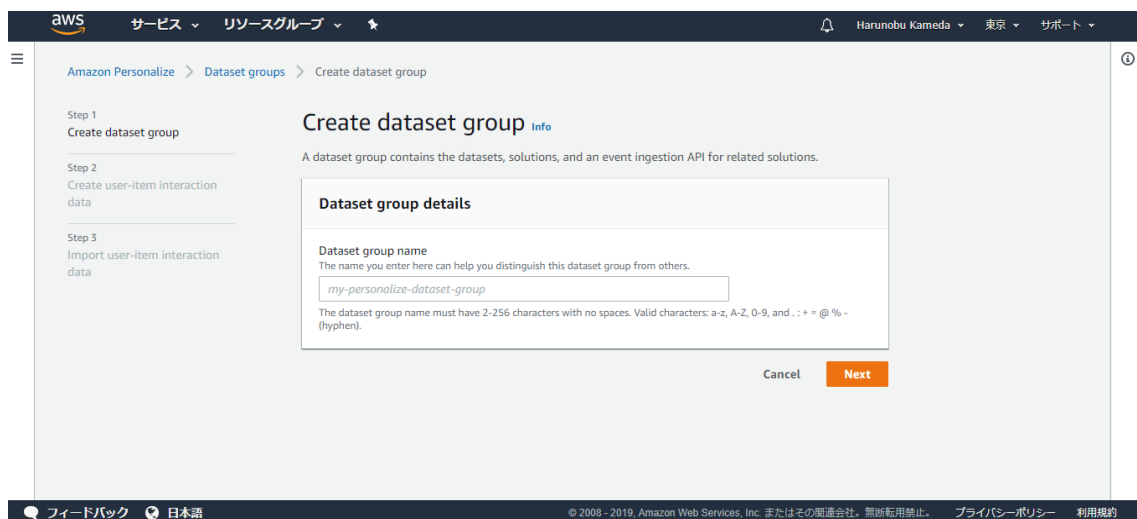 aws サービス リソースグループ Harunobu Kameda 東京 サポート
Amazon Personalize > Dataset groups > Create dataset group
Step 1
Create dataset group
Step 2
Create user-item interaction
data
Step 3
Import user-item interaction
data
Create dataset group Info
A dataset group contains the datasets, solutions, and an event ingestion API for related solutions.
Dataset group details
Dataset group name
The name you enter here can help you distinguish this dataset group from others.
my-personalize-dataset-group
The dataset group name must have 2-256 characters with no spaces. Valid characters: a-z, A-Z, 0-9, and . : + = @ % -
(hyphen).
Cancel Next
フィードバック 日本語 © 2008 - 2019, Amazon Web Services, Inc. またはその関連会社。無断転用禁止。 プライバシーポリシー 利用規約